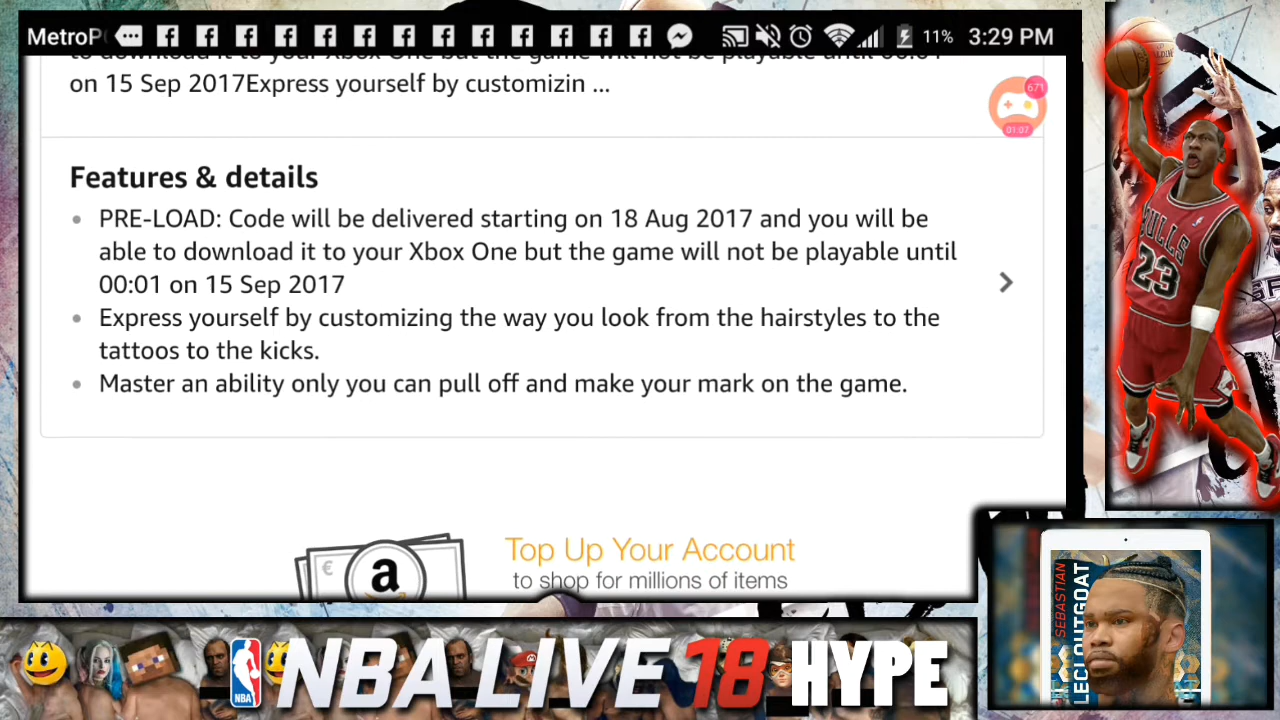 MetroP
11% 3:29 PM
on 15 Sep 2017Express yourself by customizin ...
671
01:07
Features & details
PRE-LOAD: Code will be delivered starting on 18 Aug 2017 and you will be
able to download it to your Xbox One but the game will not be playable until
00:01 on 15 Sep 2017
Express yourself by customizing the way you look from the hairstyles to the
tattoos to the kicks.
Master an ability only you can pull off and make your mark on the game.
€
a
Top Up Your Account
to shop for millions of items
BULLS
23
SEBASTIAN
LECLOUTGOAT
NBA
NBA LIVE 18 HYPE